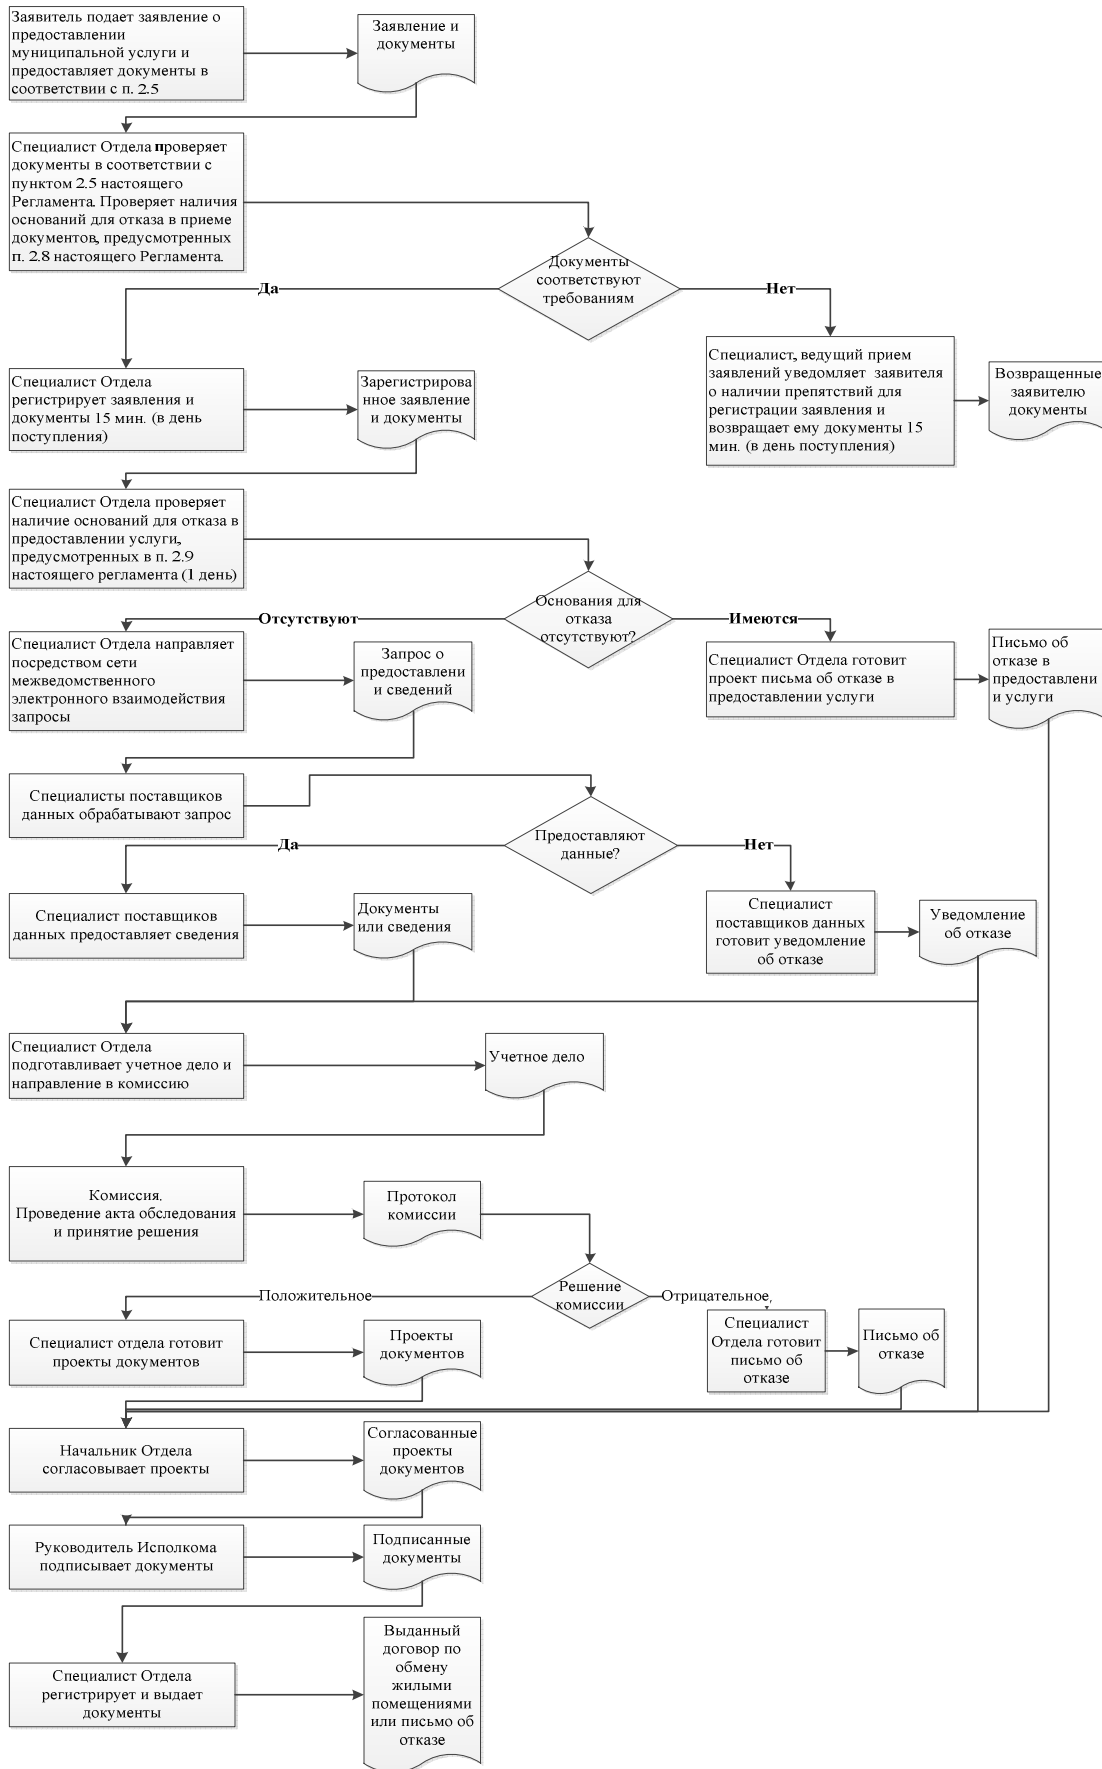 Заявитель подает заявление о
предоставлении
муниципальной услуги и
предоставляет документы в
соответствии с п. 2.5
Заявление и
документы
Специалист Отдела проверяет
документы в соответствии с
пунктом 2.5 настоящего
Регламента. Проверяет наличия
оснований для отказа в приеме
документов, предусмотренных
п. 2.8 настоящего Регламента.
Документы
соответствуют
требованиям
Да
Нет
Специалист Отдела
регистрирует заявления и
документы 15 мин. (в день
поступления)
Зарегистрирова
нное заявление
и документы
Специалист, ведущий прием
заявлений уведомляет заявителя
о наличии препятствий для
регистрации заявления и
возвращает ему документы 15
мин. (в день поступления)
Возвращенные
заявителю
документы
Специалист Отдела проверяет
наличие оснований для отказа в
предоставлении услуги,
предусмотренных в п. 2.9
настоящего регламента (1 день)
Основания для
отказа
отсутствуют?
Отсутствуют
Имеются
Специалист Отдела направляет
посредством сети
межведомственного
электронного взаимодействия
запросы
Запрос о
предоставлени
и сведений
Специалист Отдела готовит
проект письма об отказе в
предоставлении услуги
Письмо об
отказе в
предоставлени
и услуги
Специалисты поставщиков
данных обрабатывают запрос
Предоставляют
данные?
Да
Нет
Специалист поставщиков
данных предоставляет сведения
Документы
или сведения
Специалист
поставщиков данных
готовит уведомление
об отказе
Уведомление
об отказе
Специалист Отдела
подготавливает учетное дело и
направление в комиссию
Учетное дело
Комиссия.
Проведение акта обследования
и принятие решения
Протокол
комиссии
Решение
комиссии
Положительное
Отрицательное,
Специалист отдела готовит
проекты документов
Проекты
документов
Специалист
Отдела готовит
письмо об
отказе
Письмо об
отказе
Начальник Отдела
согласовывает проекты
Согласованные
проекты
документов
Руководитель Исполкома
подписывает документы
Подписанные
документы
Специалист Отдела
регистрирует и выдает
документы
Выданный
договор по
обмену
жилыми
помещениями
или письмо об
отказе